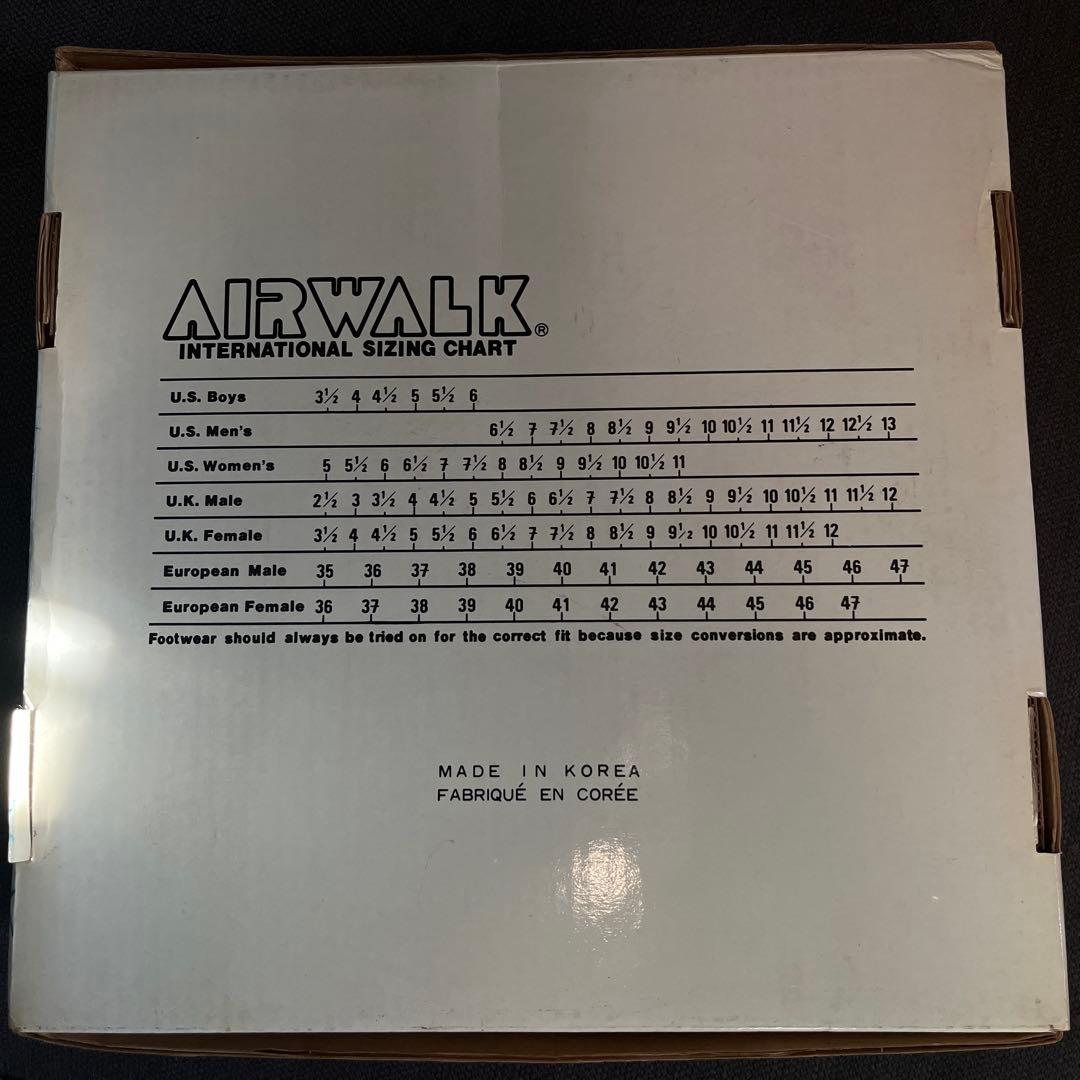 AIRWALK®
INTERNATIONAL SIZING CHART
U.S. Boys 3½ 4 4½ 5 5½ 6
U.S. Men's 6½ 7 7½ 8 8½ 9 9½ 10 10½ 11 11½ 12 12½ 13
U.S. Women's 5 5½ 6 6½ 7 7½ 8 8½ 9 9½ 10 10½ 11
U.K. Male 2½ 3 3½ 4 4½ 5 5½ 6 6½ 7 7½ 8 8½ 9 9½ 10 10½ 11 11½ 12
U.K. Female 3½ 4 4½ 5 5½ 6 6½ 7 7½ 8 8½ 9 9½ 10 10½ 11 11½ 12
European Male 35 36 37 38 39 40 41 42 43 44 45 46 47
European Female 36 37 38 39 40 41 42 43 44 45 46 47
Footwear should always be tried on for the correct fit because size conversions are approximate.
MADE IN KOREA
FABRIQUÉ EN CORÉE